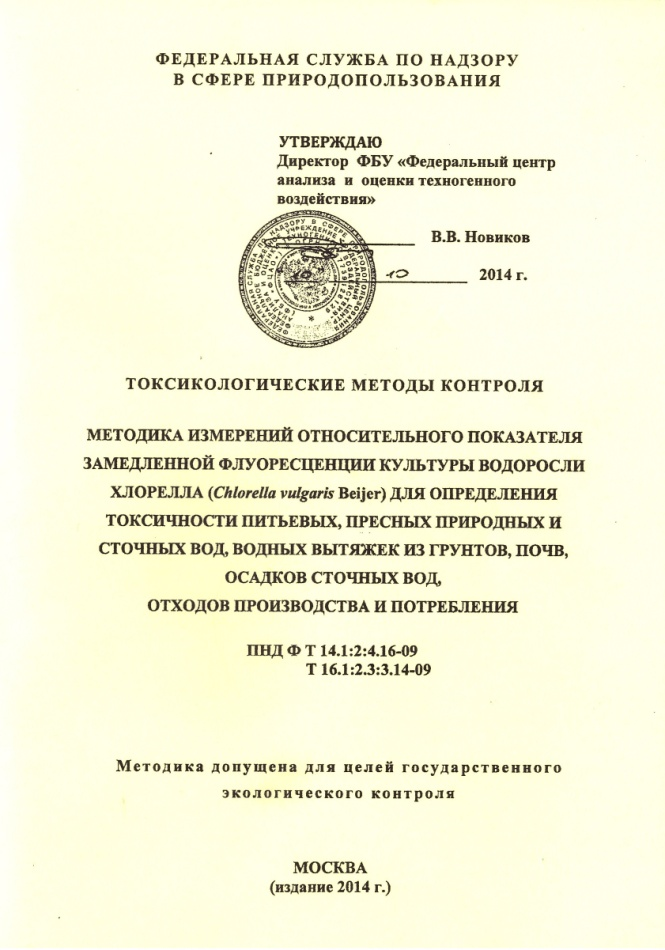 ФЕДЕРАЛЬНАЯ СЛУЖБА ПО НАДЗОРУ
В СФЕРЕ ПРИРОДОПОЛЬЗОВАНИЯ
УТВЕРЖДАЮ
Директор ФБУ «Федеральный центр
анализа и оценки техногенного
воздействия»
В.В. Новиков
10 2014 г.
ТОКСИКОЛОГИЧЕСКИЕ МЕТОДЫ КОНТРОЛЯ
МЕТОДИКА ИЗМЕРЕНИЙ ОТНОСИТЕЛЬНОГО ПОКАЗАТЕЛЯ
ЗАМЕДЛЕННОЙ ФЛУОРЕСЦЕНЦИИ КУЛЬТУРЫ ВОДОРОСЛИ
ХЛОРЕЛЛА (Chlorella vulgaris Beijer) ДЛЯ ОПРЕДЕЛЕНИЯ
ТОКСИЧНОСТИ ПИТЬЕВЫХ, ПРЕСНЫХ ПРИРОДНЫХ И
СТОЧНЫХ ВОД, ВОДНЫХ ВЫТЯЖЕК ИЗ ГРУНТОВ, ПОЧВ,
ОСАДКОВ СТОЧНЫХ ВОД,
ОТХОДОВ ПРОИЗВОДСТВА И ПОТРЕБЛЕНИЯ
ПНД Ф Т 14.1:2:4.16-09
Т 16.1:2.3:3.14-09
Методика допущена для целей государственного
экологического контроля
МОСКВА
(издание 2014 г.)